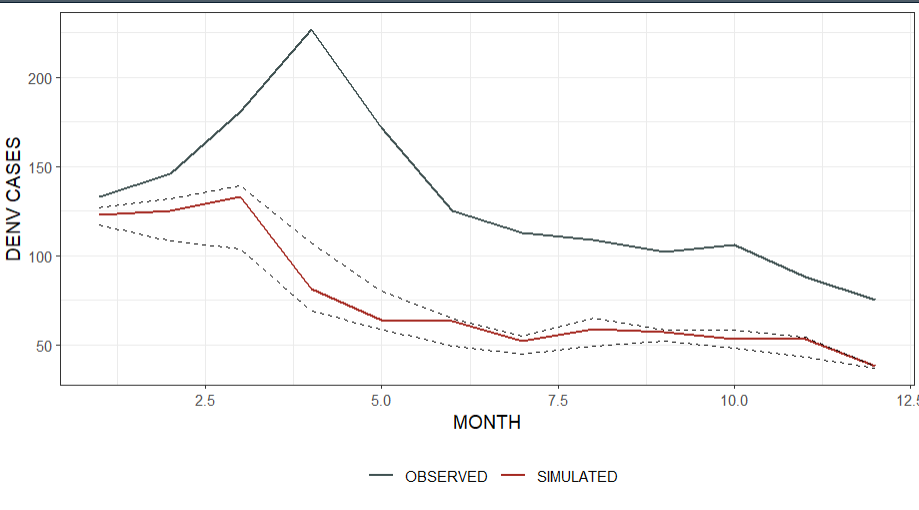 DENV CASES
200
150
100
50
2.5 5.0 7.5 10.0 12.5
MONTH
OBSERVED SIMULATED